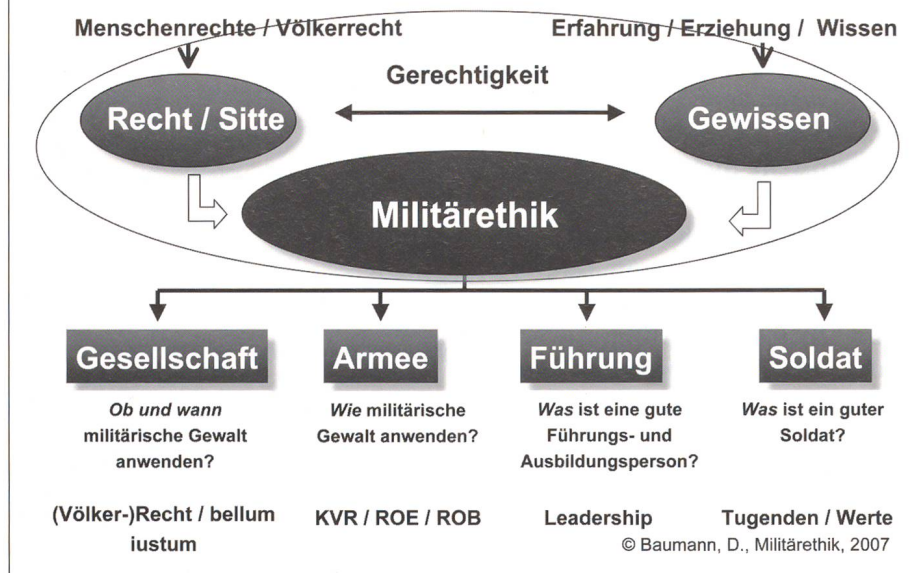 Menschenrechte / Völkerrecht
Erfahrung / Erziehung / Wissen
Gerechtigkeit
Recht / Sitte
Gewissen
Militärethik
Gesellschaft
Armee
Führung
Soldat
Ob und wann
militärische Gewalt
anwenden?
Wie militärische
Gewalt anwenden?
Was ist eine gute
Führungs- und
Ausbildungsperson?
Was ist ein guter
Soldat?
(Völker-)Recht / bellum
iustum
KVR / ROE / ROB
Leadership
Tugenden / Werte
© Baumann, D., Militärethik, 2007